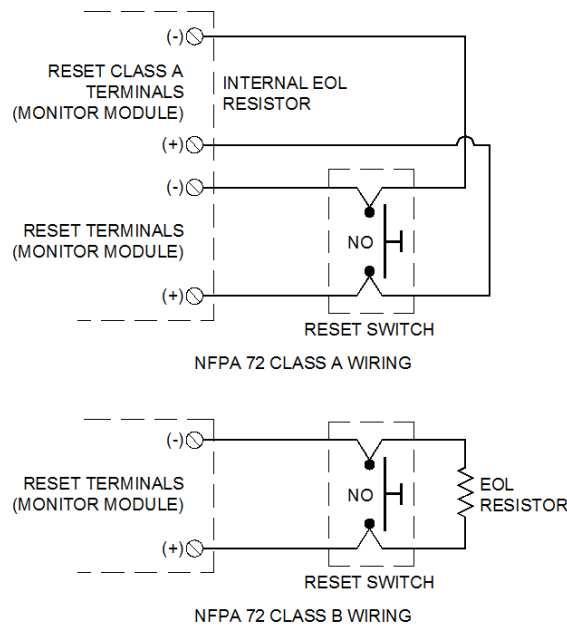 (-)
RESET CLASS A
TERMINALS
(MONITOR MODULE)
INTERNAL EOL
RESISTOR
(+)
(-)
RESET TERMINALS
(MONITOR MODULE)
NO
(+)
RESET SWITCH
NFPA 72 CLASS A WIRING
(-)
RESET TERMINALS
(MONITOR MODULE)
NO
EOL
RESISTOR
(+)
RESET SWITCH
NFPA 72 CLASS B WIRING